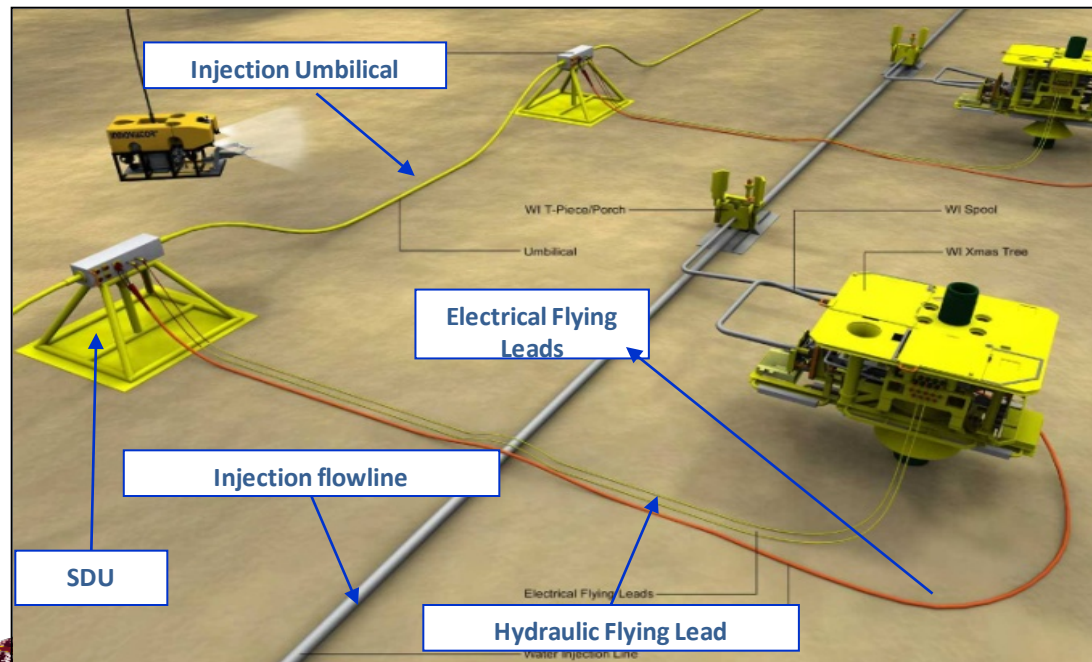 Injection Umbilical
WI T-Piece/Porch
WI Spool
Umbilical
WI Xmas Tree
Electrical Flying
Leads
Injection flowline
SDU
Electrical Flying Leads
Hydraulic Flying Lead
Water Injection Line